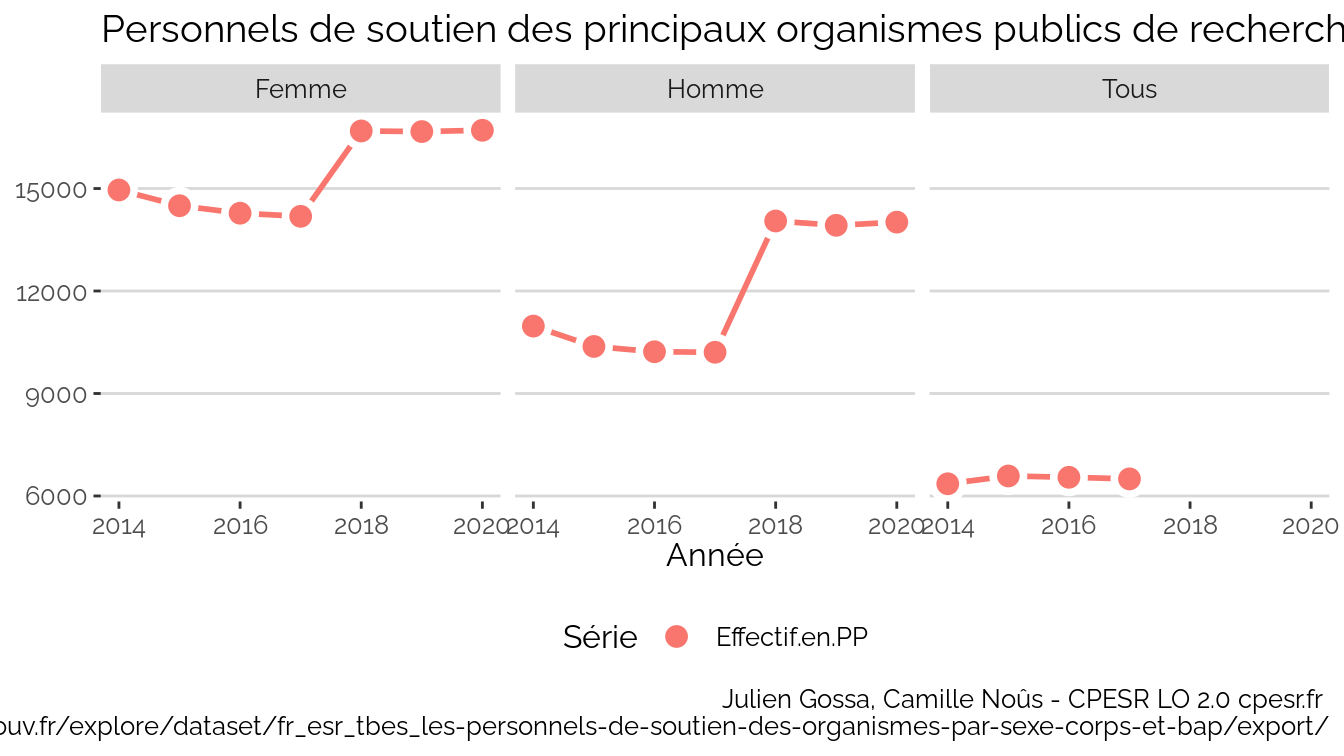 Personnels de soutien des principaux organismes publics de recherch
Femme Homme Tous
15000
12000
9000
6000
2014 2016 2018 2020 2014 2016 2018 2020 2014 2016 2018 2020
Année
Série Effectif.en.PP
Julien Gossa, Camille Noûs - CPESR LO 2.0 cpesr.fr
ouv.fr/explore/dataset/fr_esr_tbes_les-personnels-de-soutien-des-organismes-par-sexe-corps-et-bap/export/